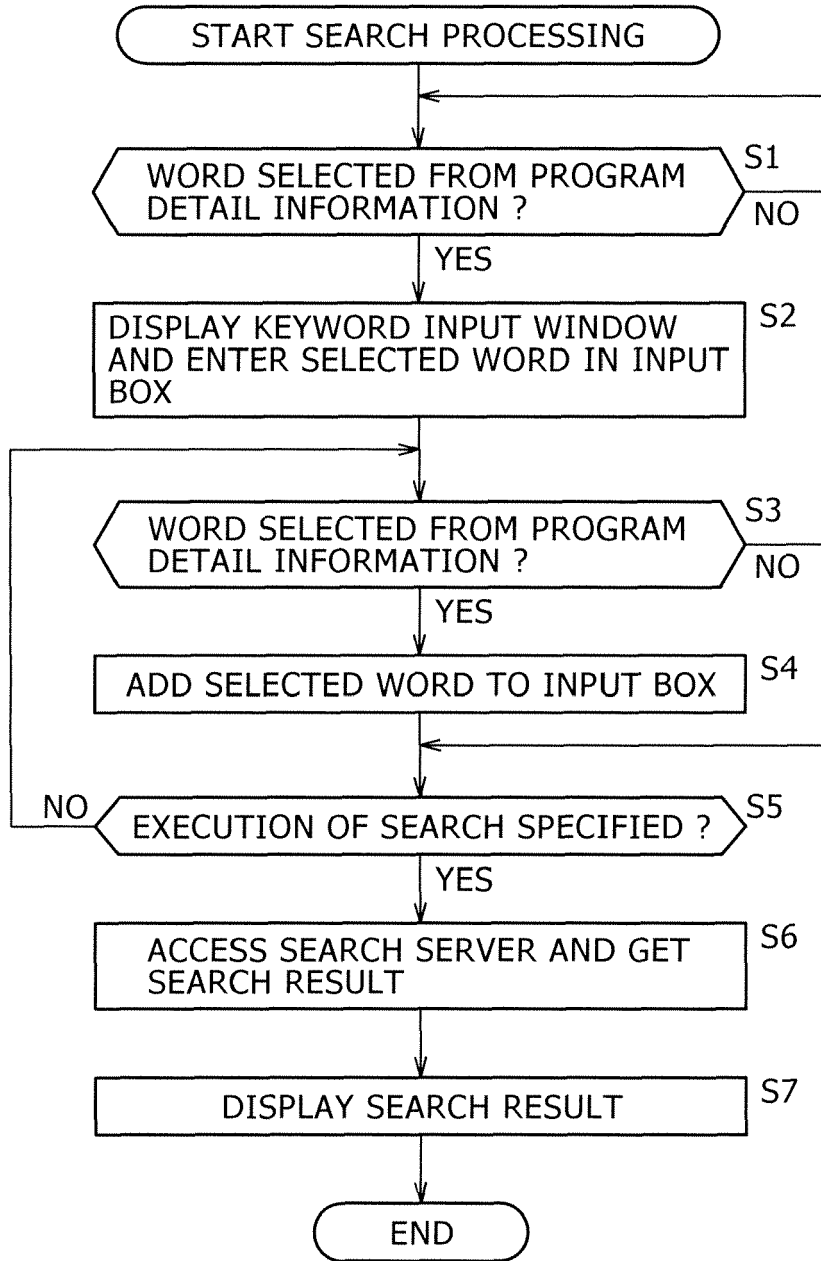 START SEARCH PROCESSING
S1
WORD SELECTED FROM PROGRAM
DETAIL INFORMATION ?
NO
YES
S2
DISPLAY KEYWORD INPUT WINDOW
AND ENTER SELECTED WORD IN INPUT
BOX
S3
WORD SELECTED FROM PROGRAM
DETAIL INFORMATION ?
NO
YES
S4
ADD SELECTED WORD TO INPUT BOX
NO
S5
EXECUTION OF SEARCH SPECIFIED ?
YES
S6
ACCESS SEARCH SERVER AND GET
SEARCH RESULT
S7
DISPLAY SEARCH RESULT
END